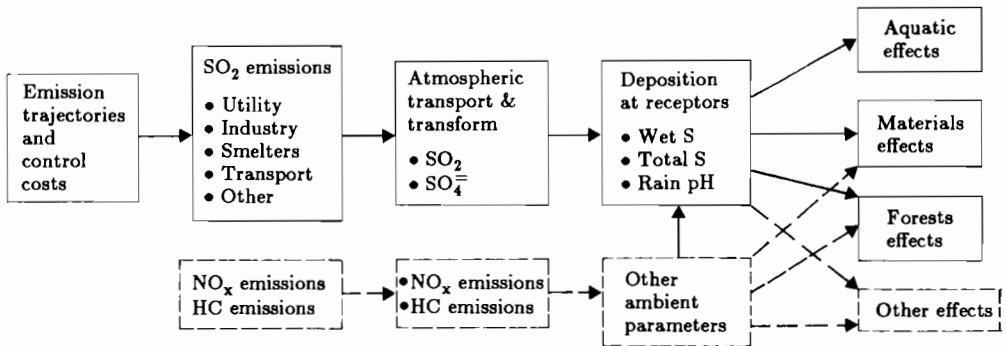 Emission
trajectories
and
control
costs
SO₂ emissions
● Utility
● Industry
● Smelters
● Transport
● Other
Atmospheric
transport &
transform
● SO₂
● SO₄⁼
Deposition
at receptors
● Wet S
● Total S
● Rain pH
Aquatic
effects
Materials
effects
Forests
effects
NOₓ emissions
HC emissions
●NOₓ emissions
●HC emissions
Other
ambient
parameters
Other effects